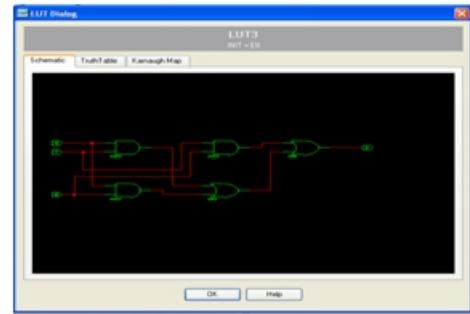 LUT Dialog
LUT3
INIT = E8
Schematic TruthTable Karnaugh Map
OK Help